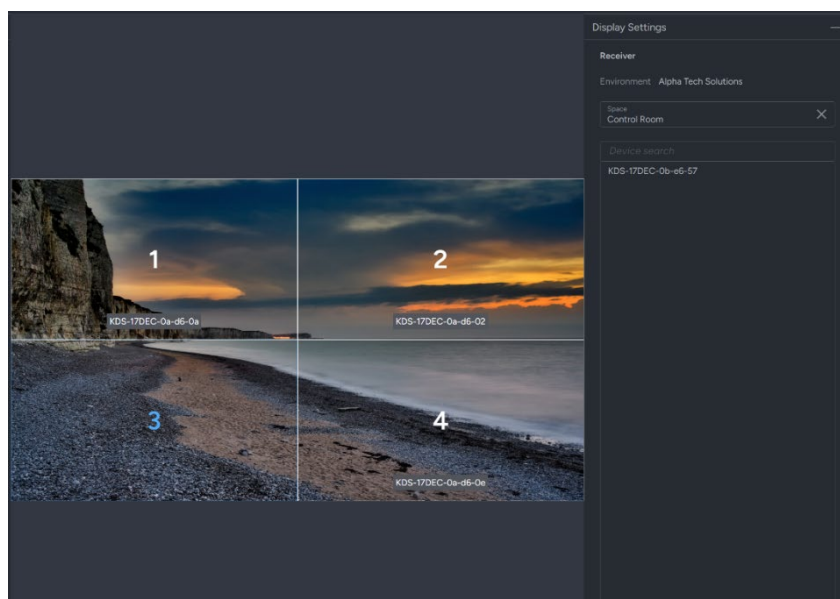 Display Settings
Receiver
Environment Alpha Tech Solutions
Space
Control Room
Device search
KDS-17DEC-0b-e6-57
1
2
KDS-17DEC-0a-d6-0a
KDS-17DEC-0a-d6-02
3
4
KDS-17DEC-0a-d6-0e